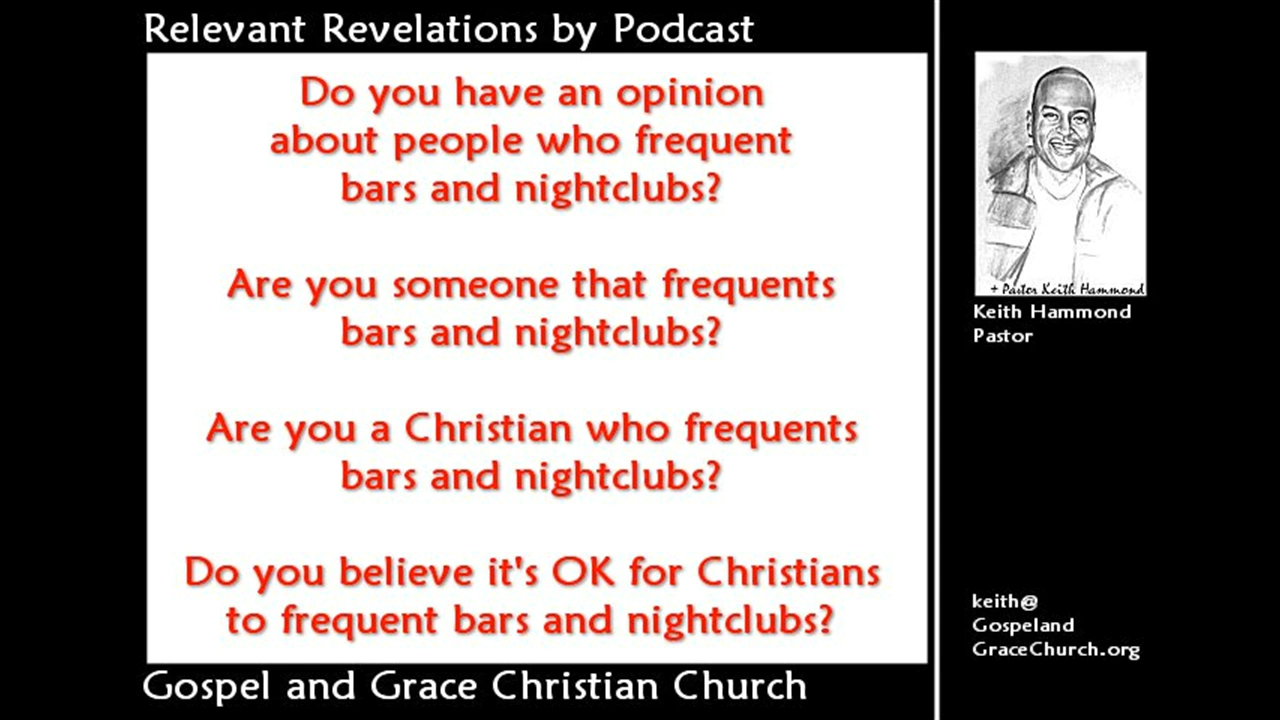 Relevant Revelations by Podcast
Do you have an opinion
about people who frequent
bars and nightclubs?
Are you someone that frequents
bars and nightclubs?
Are you a Christian who frequents
bars and nightclubs?
Do you believe it's OK for Christians
to frequent bars and nightclubs?
Gospel and Grace Christian Church
+ Pastor Keith Hammond
Keith Hammond
Pastor
keith@
Gospeland
GraceChurch.org